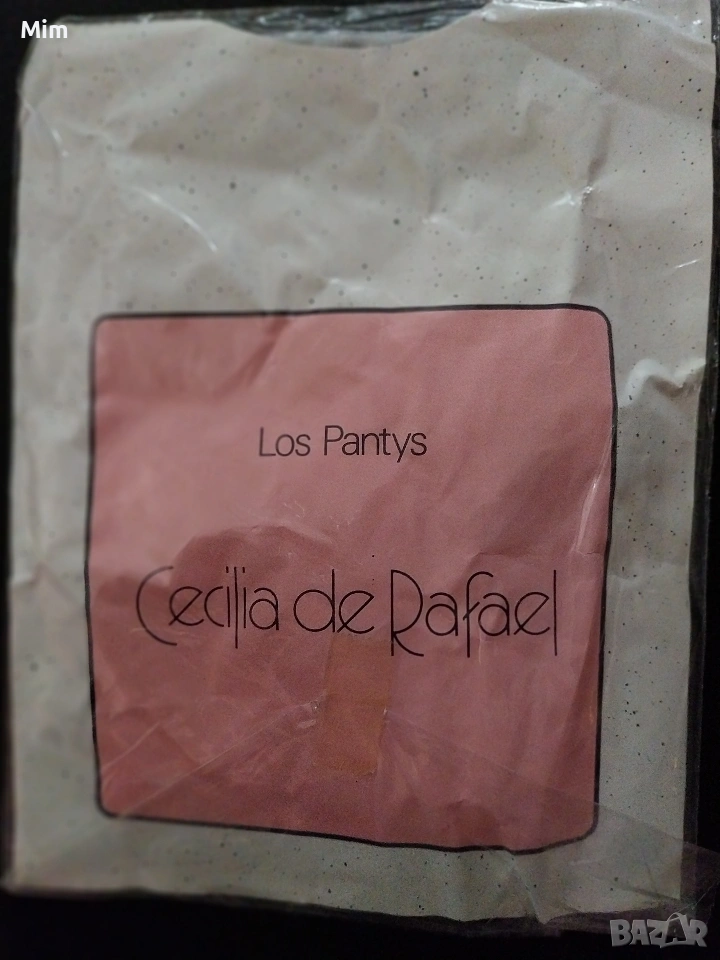 Mim
Los Pantys
Cecilia de Rafael
BAZAR